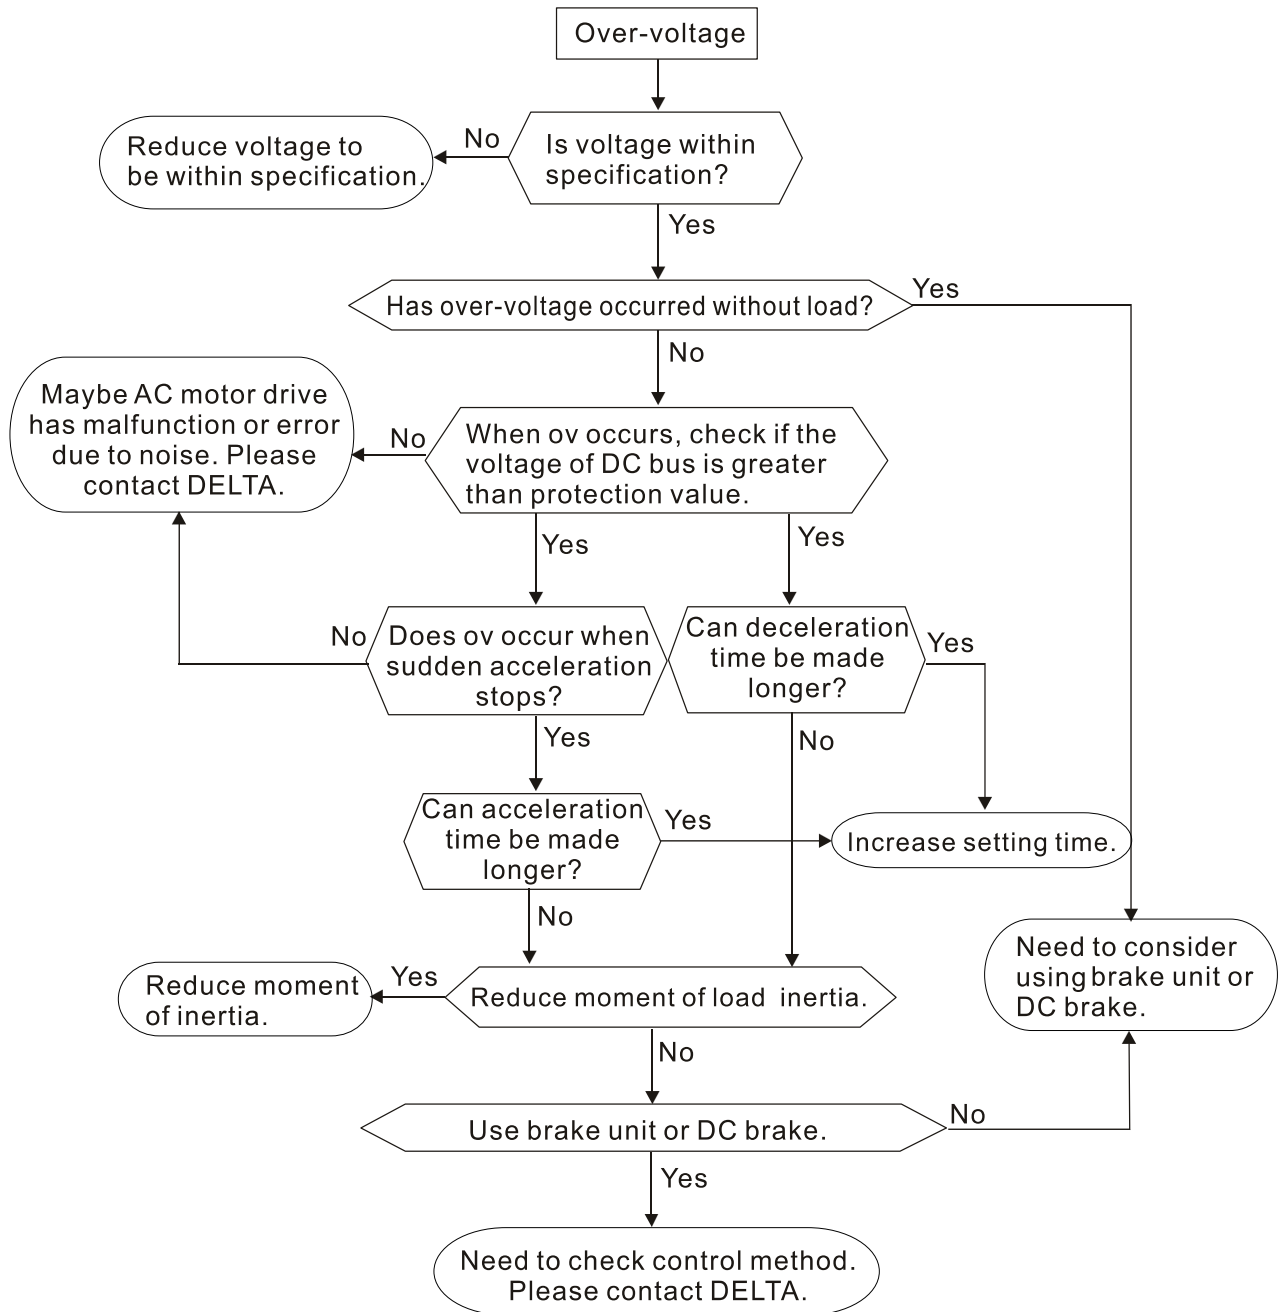 Over-voltage
No
Is voltage within
specification?
Reduce voltage to
be within specification.
Yes
Has over-voltage occurred without load?
Yes
No
Maybe AC motor drive
has malfunction or error
due to noise. Please
contact DELTA.
No
When ov occurs, check if the
voltage of DC bus is greater
than protection value.
Yes
Yes
No
Does ov occur when
sudden acceleration
stops?
Can deceleration
time be made
longer?
Yes
Yes
No
Can acceleration
time be made
longer?
Yes
Increase setting time.
No
Need to consider
using brake unit or
DC brake.
Reduce moment
of inertia.
Yes
Reduce moment of load inertia.
No
Use brake unit or DC brake.
No
Yes
Need to check control method.
Please contact DELTA.